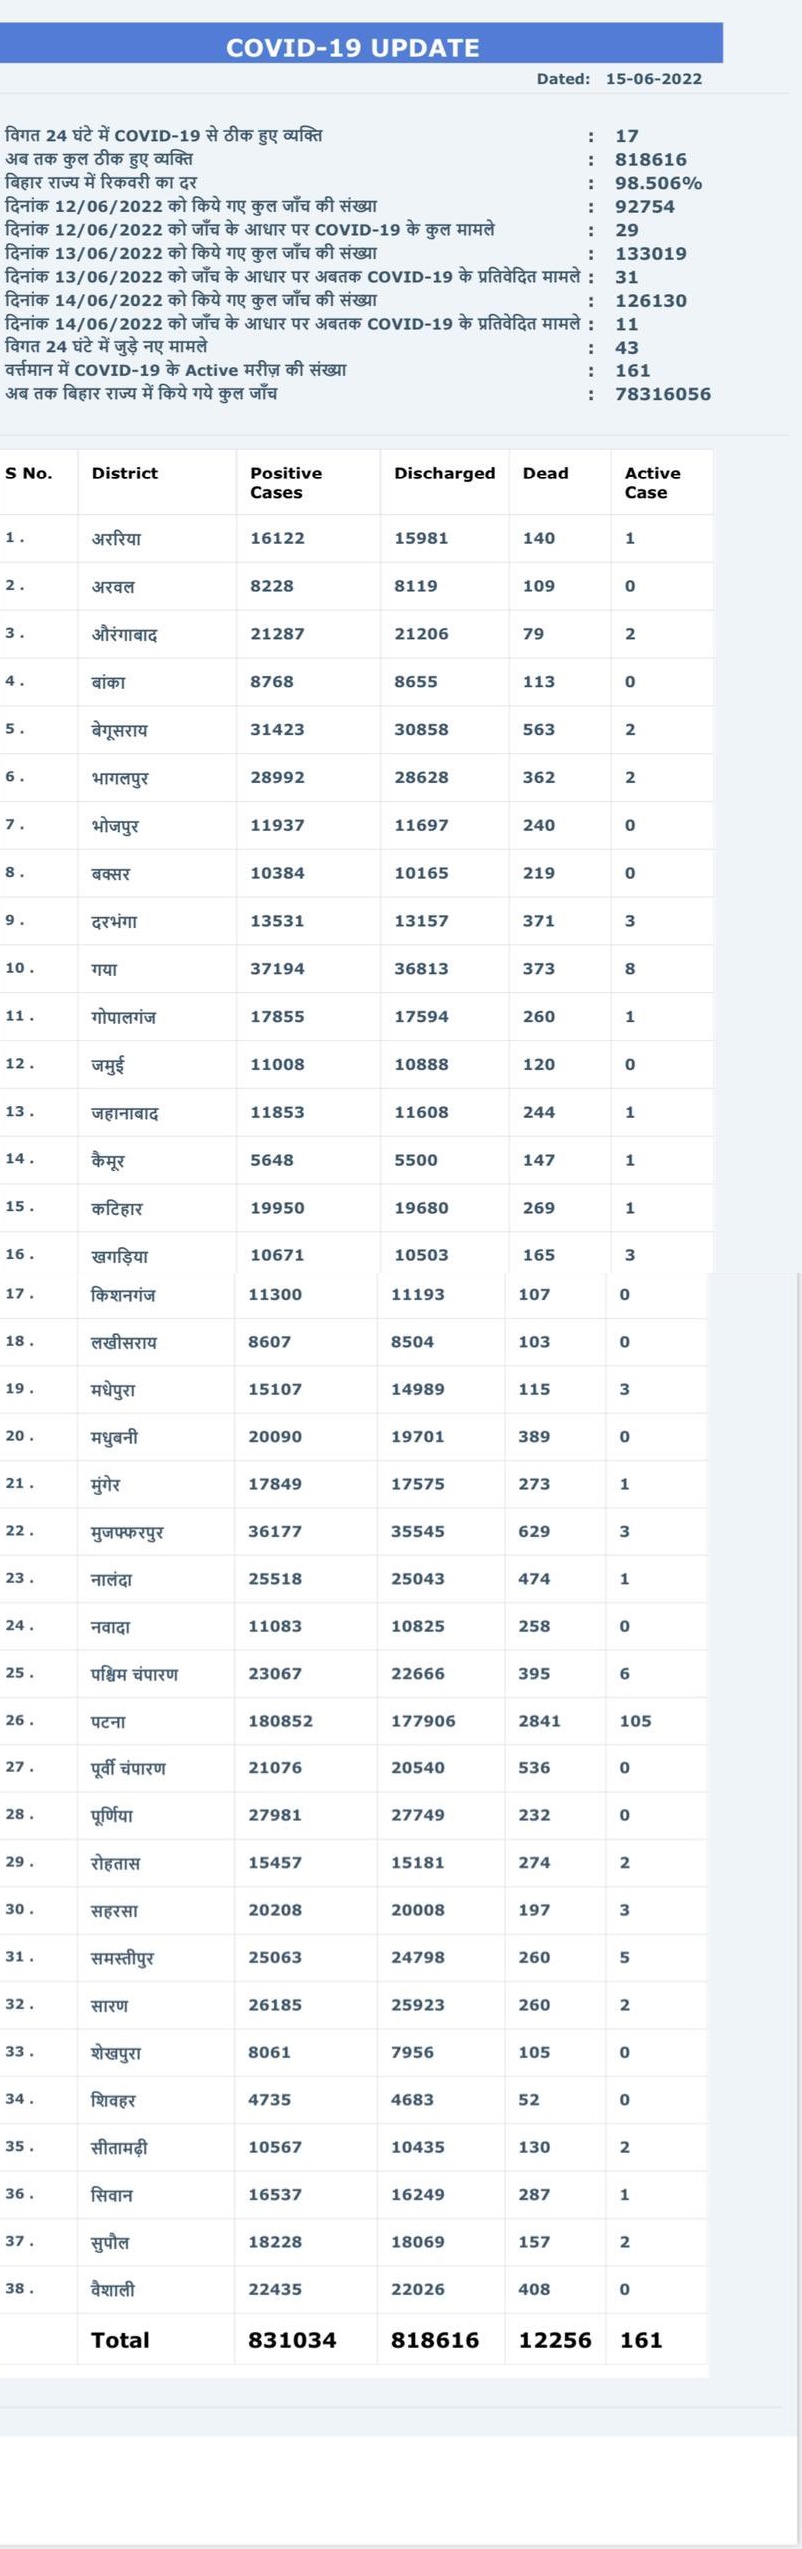 COVID-19 UPDATE
Dated: 15-06-2022
विगत 24 घंटे में COVID-19 से ठीक हुए व्यक्ति : 17
अब तक कुल ठीक हुए व्यक्ति : 818616
बिहार राज्य में रिकवरी का दर : 98.506%
दिनांक 12/06/2022 को किये गए कुल जाँच की संख्या : 92754
दिनांक 12/06/2022 को जाँच के आधार पर COVID-19 के कुल मामले : 29
दिनांक 13/06/2022 को किये गए कुल जाँच की संख्या : 133019
दिनांक 13/06/2022 को जाँच के आधार पर अबतक COVID-19 के प्रतिवेदित मामले : 31
दिनांक 14/06/2022 को किये गए कुल जाँच की संख्या : 126130
दिनांक 14/06/2022 को जाँच के आधार पर अबतक COVID-19 के प्रतिवेदित मामले : 11
विगत 24 घंटे में जुड़े नए मामले : 43
वर्त्तमान में COVID-19 के Active मरीज़ की संख्या : 161
अब तक बिहार राज्य में किये गये कुल जाँच : 78316056
S No. District Positive Cases Discharged Dead Active Case
1 . अररिया 16122 15981 140 1
2 . अरवल 8228 8119 109 0
3 . औरंगाबाद 21287 21206 79 2
4 . बांका 8768 8655 113 0
5 . बेगूसराय 31423 30858 563 2
6 . भागलपुर 28992 28628 362 2
7 . भोजपुर 11937 11697 240 0
8 . बक्सर 10384 10165 219 0
9 . दरभंगा 13531 13157 371 3
10 . गया 37194 36813 373 8
11 . गोपालगंज 17855 17594 260 1
12 . जमुई 11008 10888 120 0
13 . जहानाबाद 11853 11608 244 1
14 . कैमूर 5648 5500 147 1
15 . कटिहार 19950 19680 269 1
16 . खगड़िया 10671 10503 165 3
17 . किशनगंज 11300 11193 107 0
18 . लखीसराय 8607 8504 103 0
19 . मधेपुरा 15107 14989 115 3
20 . मधुबनी 20090 19701 389 0
21 . मुंगेर 17849 17575 273 1
22 . मुजफ्फरपुर 36177 35545 629 3
23 . नालंदा 25518 25043 474 1
24 . नवादा 11083 10825 258 0
25 . पश्चिम चंपारण 23067 22666 395 6
26 . पटना 180852 177906 2841 105
27 . पूर्वी चंपारण 21076 20540 536 0
28 . पूर्णिया 27981 27749 232 0
29 . रोहतास 15457 15181 274 2
30 . सहरसा 20208 20008 197 3
31 . समस्तीपुर 25063 24798 260 5
32 . सारण 26185 25923 260 2
33 . शेखपुरा 8061 7956 105 0
34 . शिवहर 4735 4683 52 0
35 . सीतामढ़ी 10567 10435 130 2
36 . सिवान 16537 16249 287 1
37 . सुपौल 18228 18069 157 2
38 . वैशाली 22435 22026 408 0
Total 831034 818616 12256 161